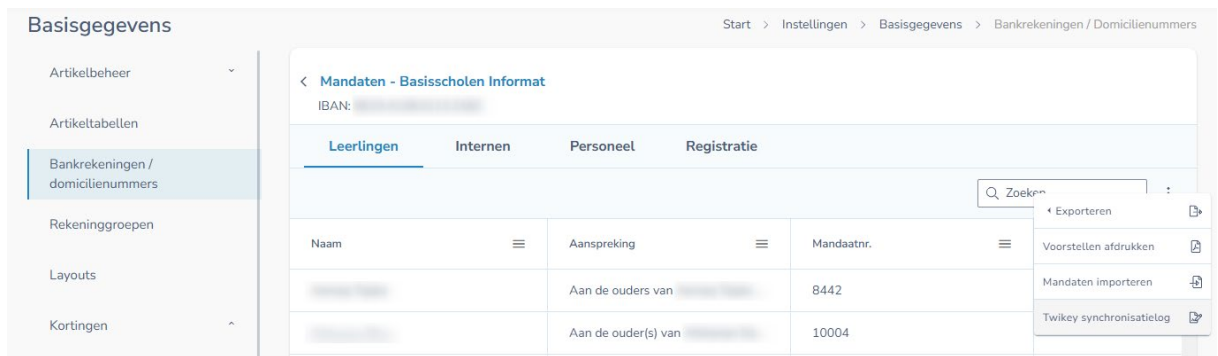 Basisgegevens
Start > Instellingen > Basisgegevens > Bankrekeningen / Domicilienummers
Artikelbeheer
Artikeltabellen
Bankrekeningen /
domicilienummers
Rekeninggroepen
Layouts
Kortingen
Mandaten - Basisscholen Informat
IBAN:
Leerlingen Internen Personeel Registratie
Zoeken
Exporteren
Voorstellen afdrukken
Mandaten importeren
Twikey synchronisatielog
Naam Aanspreking Mandaatnr.
Aan de ouders van 8442
Aan de ouder(s) van 10004